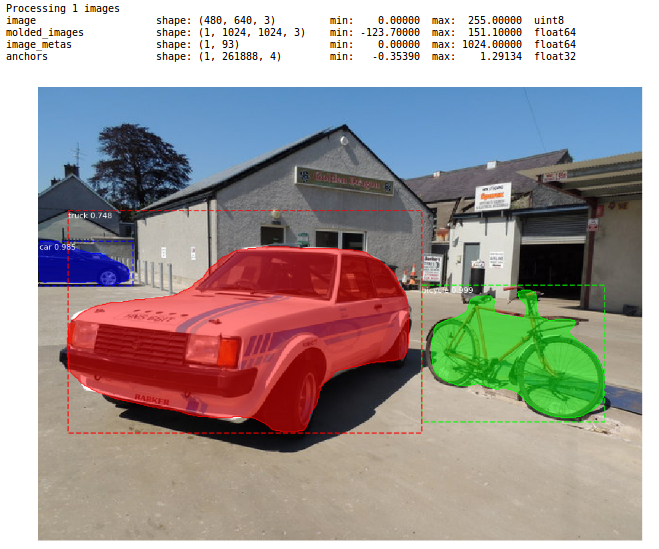 Processing 1 images
image shape: (480, 640, 3) min: 0.00000 max: 255.00000 uint8
molded_images shape: (1, 1024, 1024, 3) min: -123.70000 max: 151.10000 float64
image_metas shape: (1, 93) min: 0.00000 max: 1024.00000 float64
anchors shape: (1, 261888, 4) min: -0.35390 max: 1.29134 float32
truck 0.748
Golden Dragon
car 0.985
bicycle 0.999
HARKER